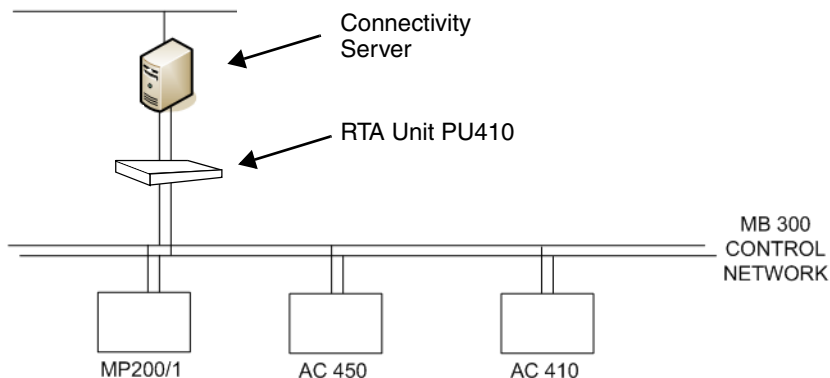 Connectivity
Server
RTA Unit PU410
MB 300
CONTROL
NETWORK
MP200/1
AC 450
AC 410